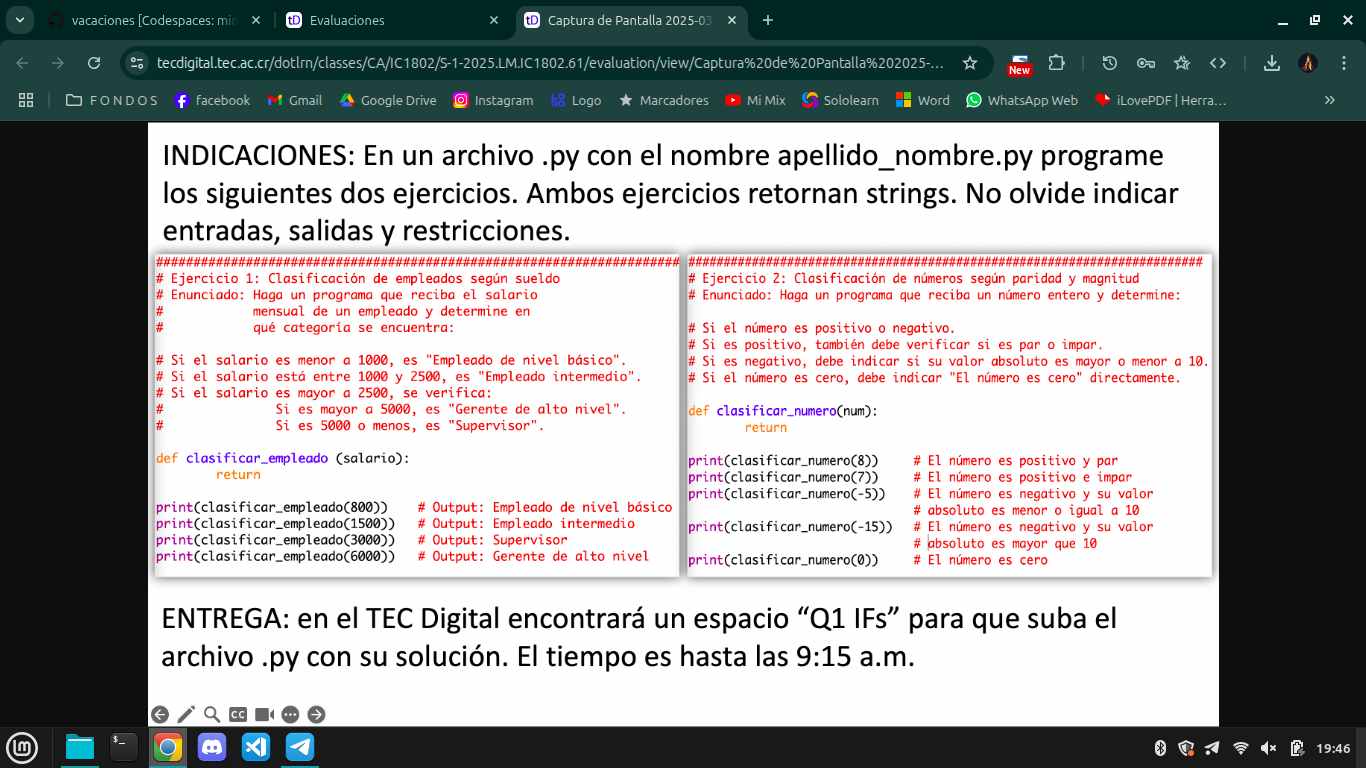 vacaciones [Codespaces: min
Evaluaciones
Captura de Pantalla 2025-03
tecdigital.tec.ac.cr/dotlrn/classes/CA/IC1802/S-1-2025.LM.IC1802.61/evaluation/view/Captura%20de%20Pantalla%202025-...
New
F O N D O S
facebook
Gmail
Google Drive
Instagram
Logo
Marcadores
Mi Mix
Sololearn
Word
WhatsApp Web
iLovePDF | Herra...
INDICACIONES: En un archivo .py con el nombre apellido_nombre.py programe
los siguientes dos ejercicios. Ambos ejercicios retornan strings. No olvide indicar
entradas, salidas y restricciones.
######################################################################
# Ejercicio 1: Clasificación de empleados según sueldo
# Enunciado: Haga un programa que reciba el salario
#            mensual de un empleado y determine en
#            qué categoría se encuentra:
# Si el salario es menor a 1000, es "Empleado de nivel básico".
# Si el salario está entre 1000 y 2500, es "Empleado intermedio".
# Si el salario es mayor a 2500, se verifica:
#               Si es mayor a 5000, es "Gerente de alto nivel".
#               Si es 5000 o menos, es "Supervisor".
def clasificar_empleado (salario):
        return
print(clasificar_empleado(800))   # Output: Empleado de nivel básico
print(clasificar_empleado(1500))  # Output: Empleado intermedio
print(clasificar_empleado(3000))  # Output: Supervisor
print(clasificar_empleado(6000))  # Output: Gerente de alto nivel
######################################################################
# Ejercicio 2: Clasificación de números según paridad y magnitud
# Enunciado: Haga un programa que reciba un número entero y determine:
# Si el número es positivo o negativo.
# Si es positivo, también debe verificar si es par o impar.
# Si es negativo, debe indicar si su valor absoluto es mayor o menor a 10.
# Si el número es cero, debe indicar "El número es cero" directamente.
def clasificar_numero(num):
        return
print(clasificar_numero(8))     # El número es positivo y par
print(clasificar_numero(7))     # El número es positivo e impar
print(clasificar_numero(-5))    # El número es negativo y su valor
                                # absoluto es menor o igual a 10
print(clasificar_numero(-15))   # El número es negativo y su valor
                                # absoluto es mayor que 10
print(clasificar_numero(0))     # El número es cero
ENTREGA: en el TEC Digital encontrará un espacio “Q1 IFs” para que suba el
archivo .py con su solución. El tiempo es hasta las 9:15 a.m.
CC
19:46